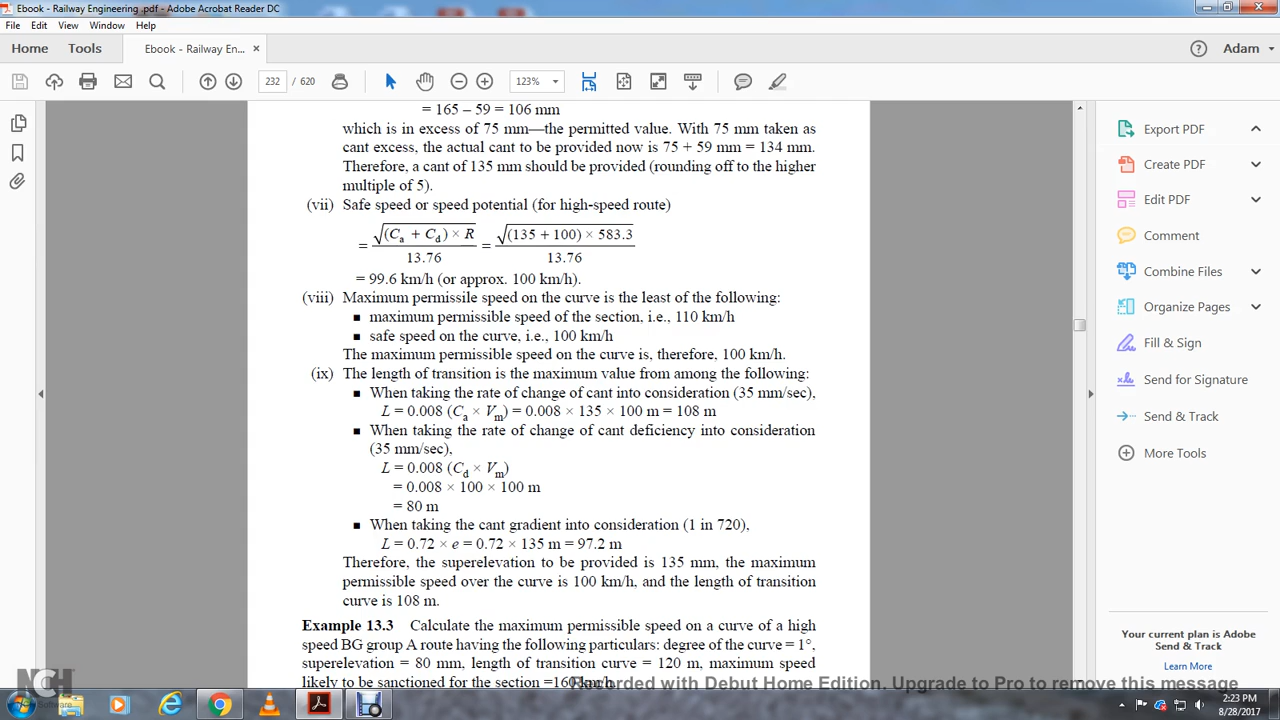 Ebook - Railway Engineering .pdf - Adobe Acrobat Reader DC
File Edit View Window Help
Home Tools Ebook - Railway En... × Adam
232 / 620 123%
= 165 – 59 = 106 mm
which is in excess of 75 mm—the permitted value. With 75 mm taken as
cant excess, the actual cant to be provided now is 75 + 59 mm = 134 mm.
Therefore, a cant of 135 mm should be provided (rounding off to the higher
multiple of 5).
(vii) Safe speed or speed potential (for high-speed route)
= √(Ca + Cd) × R / 13.76 = √(135 + 100) × 583.3 / 13.76
= 99.6 km/h (or approx. 100 km/h).
(viii) Maximum permissile speed on the curve is the least of the following:
■ maximum permissible speed of the section, i.e., 110 km/h
■ safe speed on the curve, i.e., 100 km/h
The maximum permissible speed on the curve is, therefore, 100 km/h.
(ix) The length of transition is the maximum value from among the following:
■ When taking the rate of change of cant into consideration (35 mm/sec),
L = 0.008 (Ca × Vm) = 0.008 × 135 × 100 m = 108 m
■ When taking the rate of change of cant deficiency into consideration
(35 mm/sec),
L = 0.008 (Cd × Vm)
= 0.008 × 100 × 100 m
= 80 m
■ When taking the cant gradient into consideration (1 in 720),
L = 0.72 × e = 0.72 × 135 m = 97.2 m
Therefore, the superelevation to be provided is 135 mm, the maximum
permissible speed over the curve is 100 km/h, and the length of transition
curve is 108 m.
Example 13.3 Calculate the maximum permissible speed on a curve of a high
speed BG group A route having the following particulars: degree of the curve = 1°,
superelevation = 80 mm, length of transition curve = 120 m, maximum speed
likely to be sanctioned for the section =160 km/h.
Export PDF
Create PDF
Edit PDF
Comment
Combine Files
Organize Pages
Fill & Sign
Send for Signature
Send & Track
More Tools
Your current plan is Adobe
Send & Track
Learn More
NCH
Software
Recorded with Debut Home Edition. Upgrade to Pro to remove this message
2:23 PM
8/28/2017